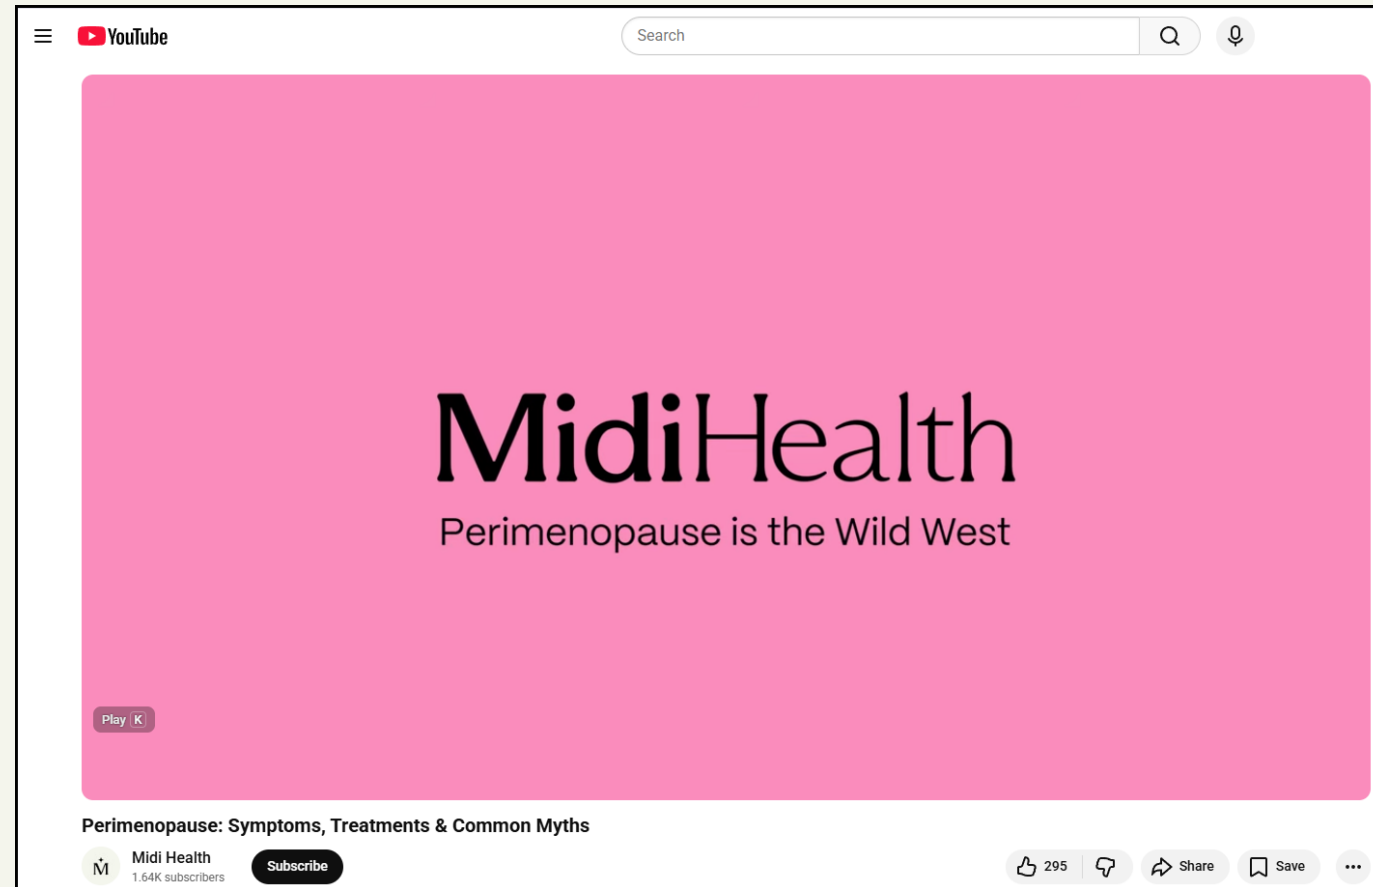 YouTube
Search
MidiHealth
Perimenopause is the Wild West
Play K
Perimenopause: Symptoms, Treatments & Common Myths
M
Midi Health
1.64K subscribers
Subscribe
295
Share
Save